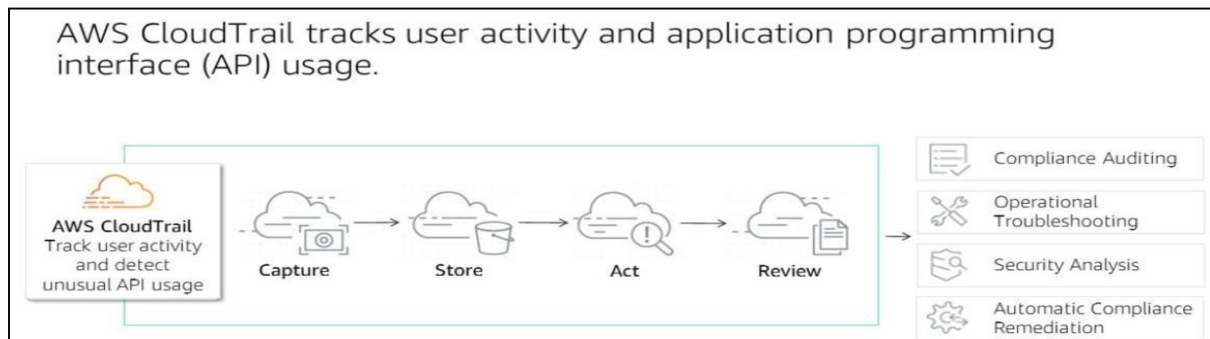 AWS CloudTrail tracks user activity and application programming
interface (API) usage.
AWS CloudTrail
Track user activity
and detect
unusual API usage
Capture
Store
Act
Review
Compliance Auditing
Operational
Troubleshooting
Security Analysis
Automatic Compliance
Remediation